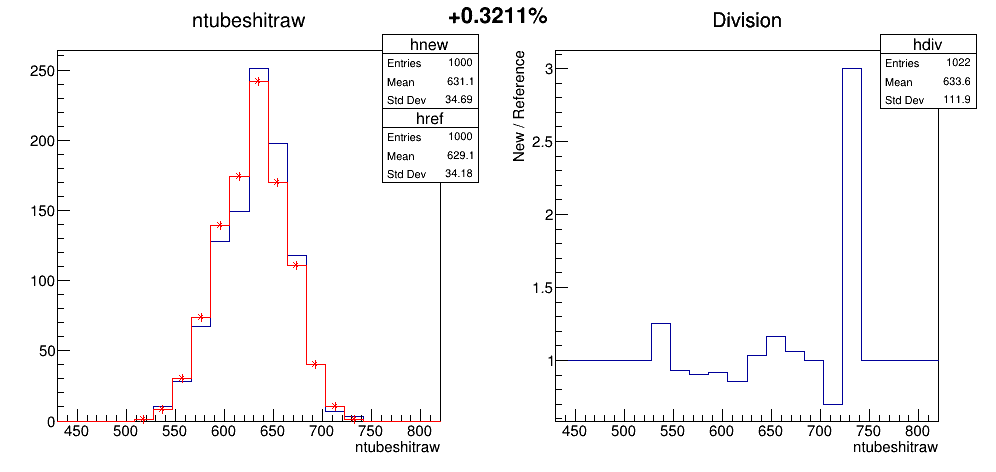 +0.3211%
ntubeshitraw
hnew
Entries 1000
Mean 631.1
Std Dev 34.69
href
Entries 1000
Mean 629.1
Std Dev 34.18
250
200
150
100
50
0
450 500 550 600 650 700 750 800
ntubeshitraw
Division
hdiv
Entries 1022
Mean 633.6
Std Dev 111.9
New / Reference
3
2.5
2
1.5
1
450 500 550 600 650 700 750 800
ntubeshitraw